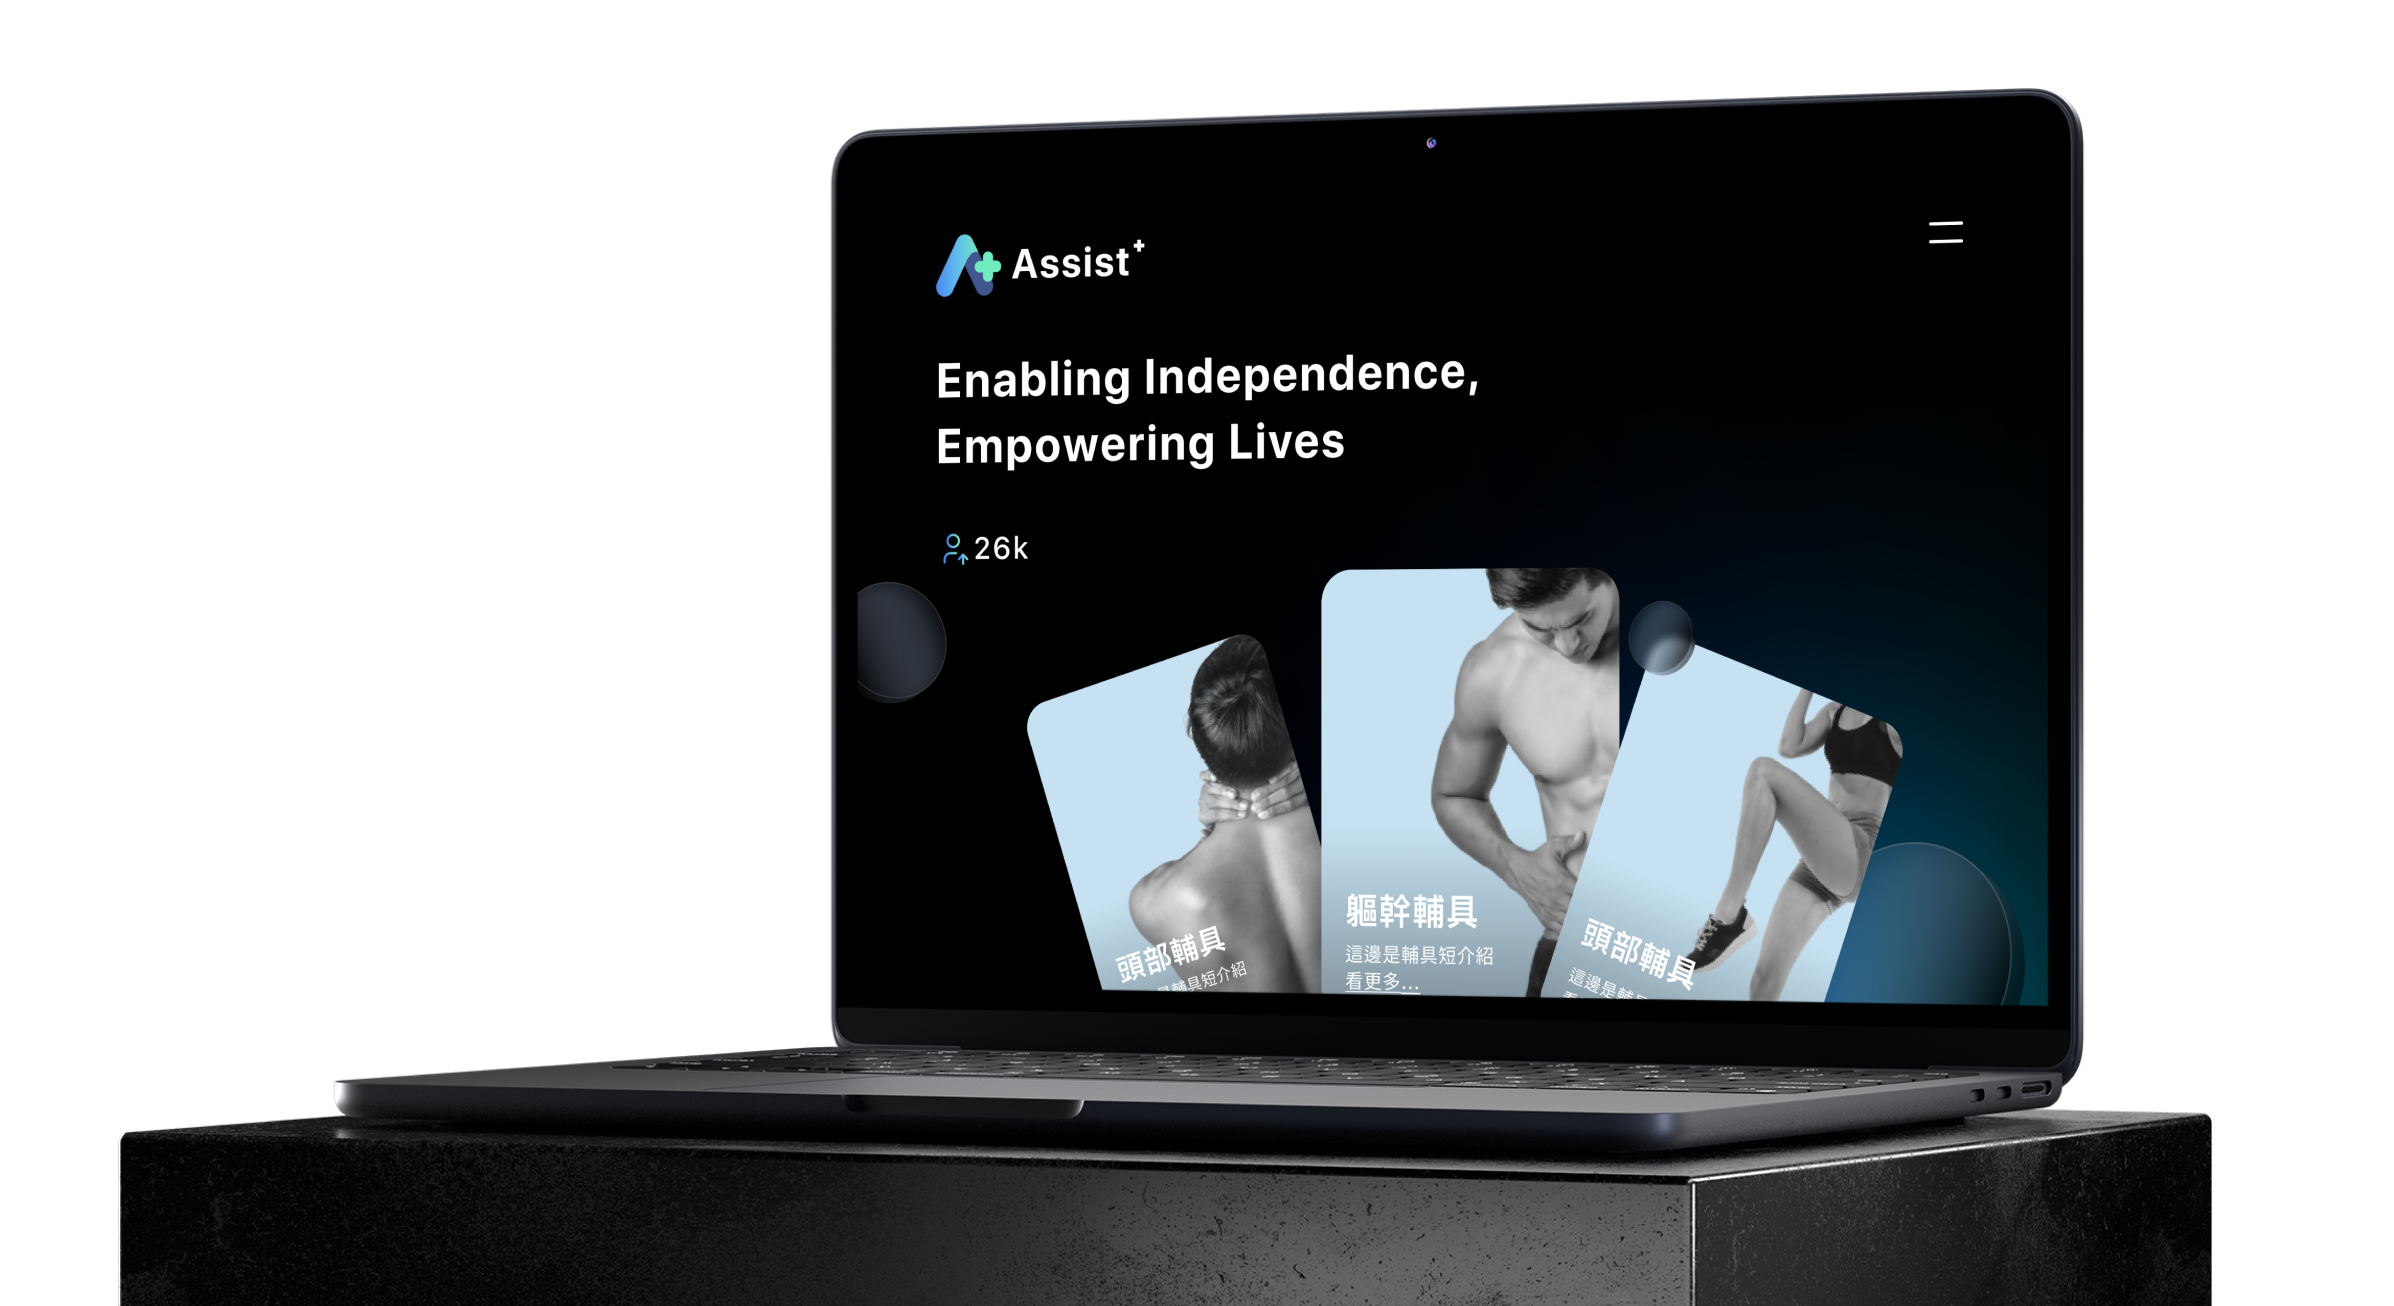 Assist+
Enabling Independence,
Empowering Lives
26k
頭部輔具
是輔具短介紹
軀幹輔具
這邊是輔具短介紹
看更多...
頭部輔具
這邊是輔